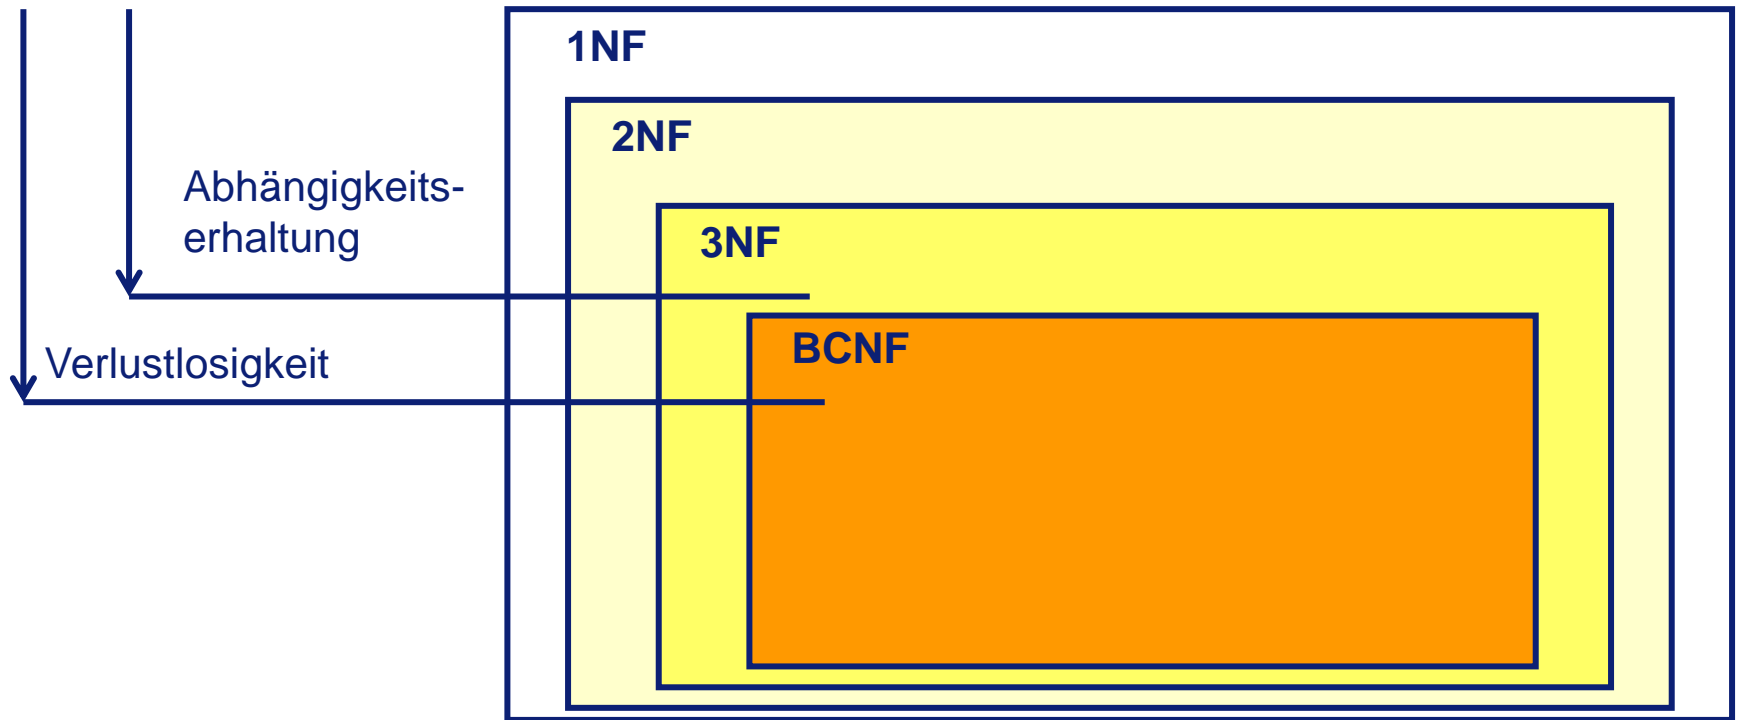 1NF
2NF
Abhängigkeits-
erhaltung
3NF
BCNF
Verlustlosigkeit